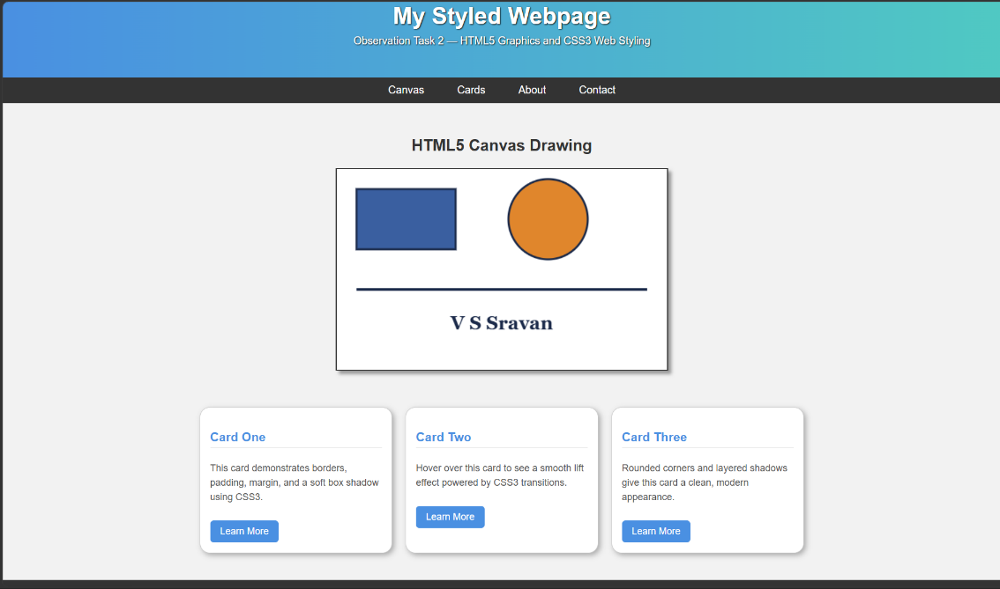 My Styled Webpage
Observation Task 2 — HTML5 Graphics and CSS3 Web Styling
Canvas Cards About Contact
HTML5 Canvas Drawing
V S Sravan
Card One
This card demonstrates borders,
padding, margin, and a soft box shadow
using CSS3.
Learn More
Card Two
Hover over this card to see a smooth lift
effect powered by CSS3 transitions.
Learn More
Card Three
Rounded corners and layered shadows
give this card a clean, modern
appearance.
Learn More